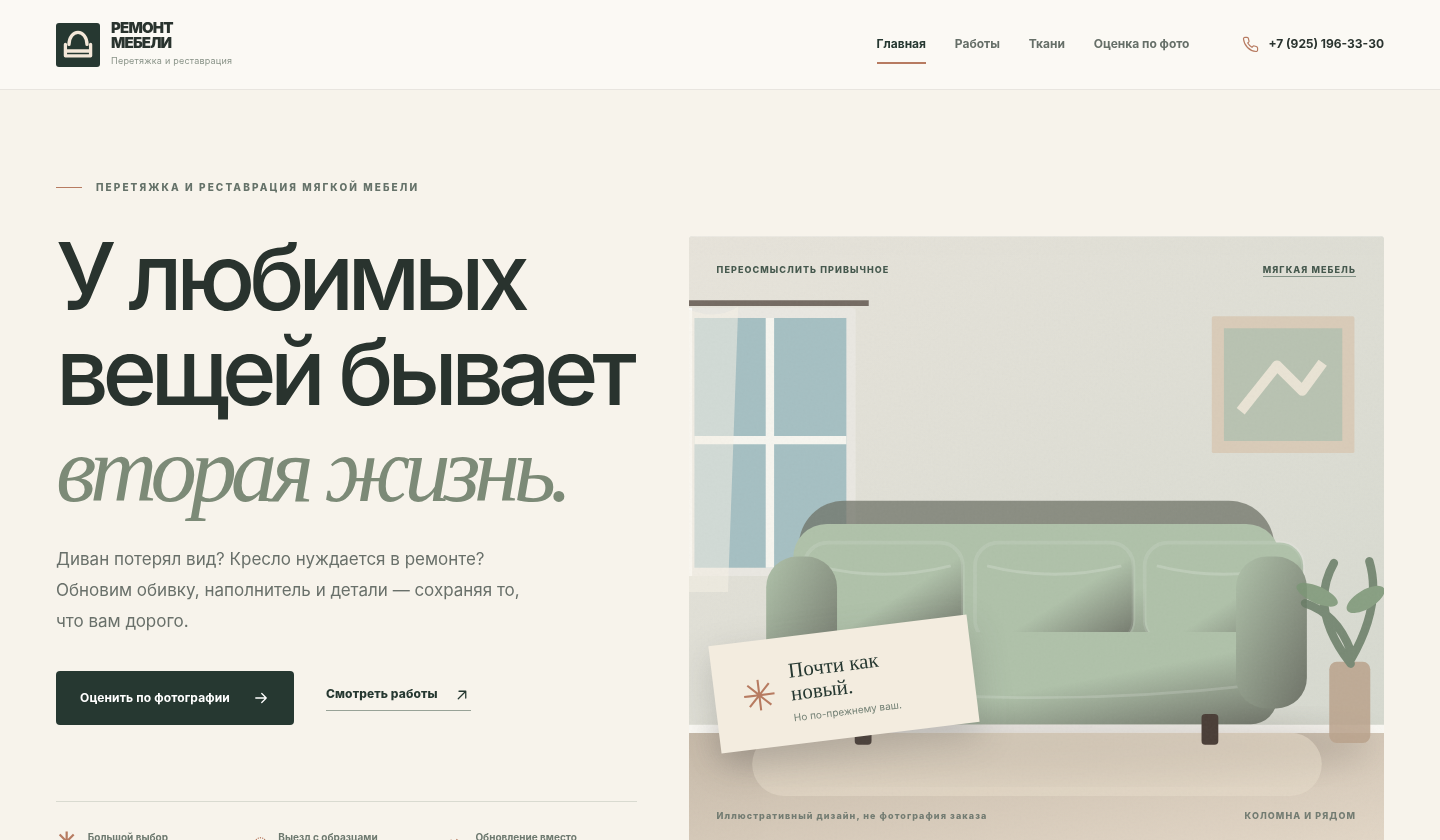 РЕМОНТ
МЕБЕЛИ
Перетяжка и реставрация
Главная
Работы
Ткани
Оценка по фото
+7 (925) 196-33-30
ПЕРЕТЯЖКА И РЕСТАВРАЦИЯ МЯГКОЙ МЕБЕЛИ
У любимых
вещей бывает
вторая жизнь.
Диван потерял вид? Кресло нуждается в ремонте?
Обновим обивку, наполнитель и детали — сохраняя то,
что вам дорого.
Оценить по фотографии
Смотреть работы
Большой выбор
Выезд с образцами
Обновление вместо
ПЕРЕОСМЫСЛИТЬ ПРИВЫЧНОЕ
МЯГКАЯ МЕБЕЛЬ
Почти как
новый.
Но по-прежнему ваш.
Иллюстративный дизайн, не фотография заказа
КОЛОМНА И РЯДОМ